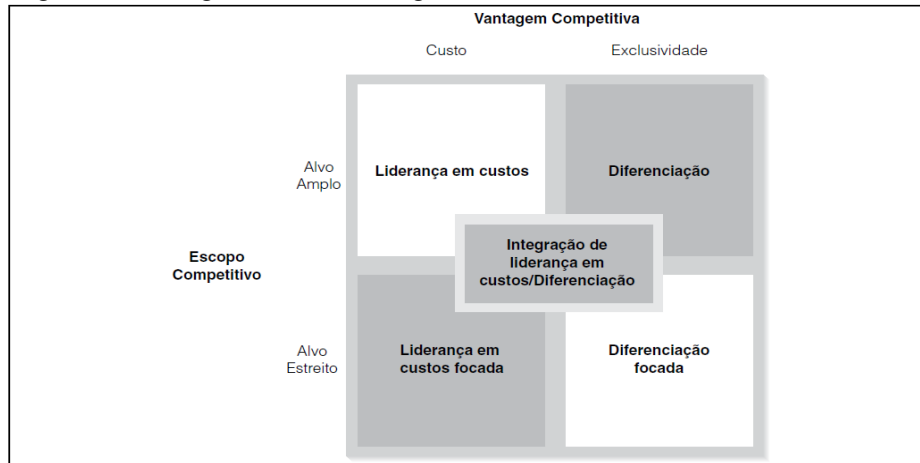 Vantagem Competitiva
Custo
Exclusividade
Alvo
Amplo
Liderança em custos
Diferenciação
Escopo
Competitivo
Integração de
liderança em
custos/Diferenciação
Alvo
Estreito
Liderança em
custos focada
Diferenciação
focada